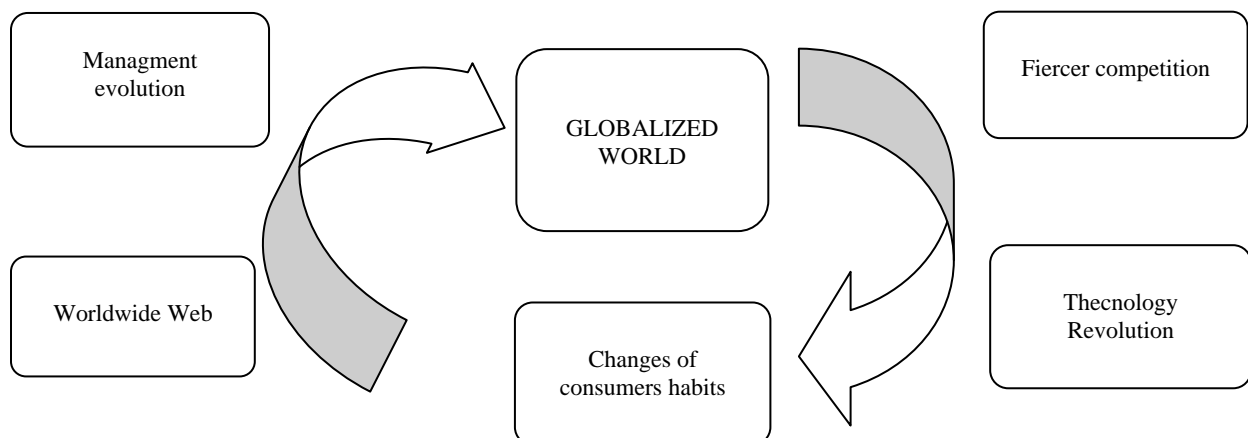 Managment
evolution
GLOBALIZED
WORLD
Fiercer competition
Worldwide Web
Changes of
consumers habits
Thecnology
Revolution